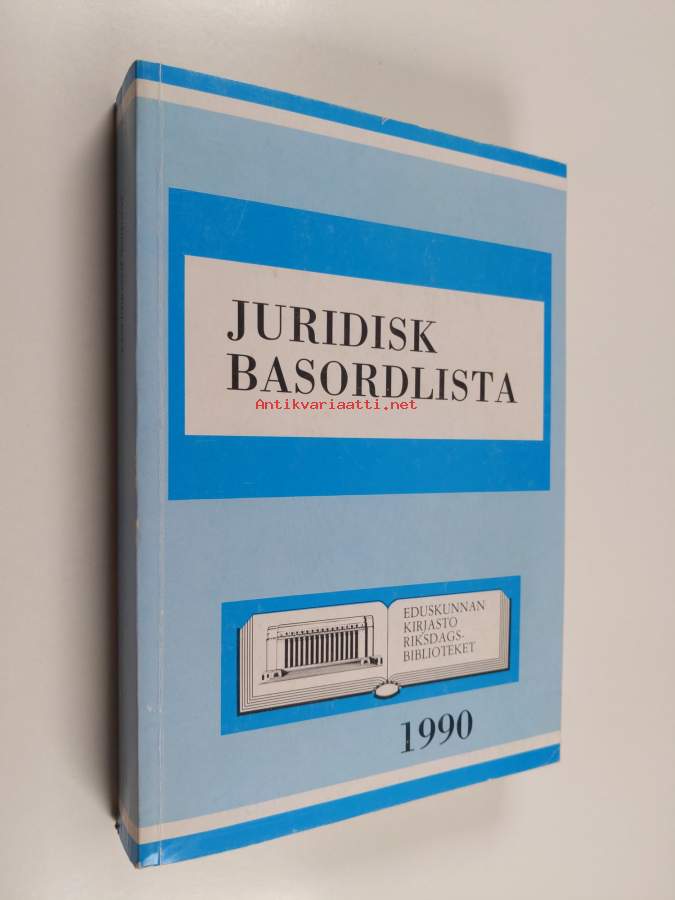 JURIDISK
BASORDLISTA
Antikvariaatti.net
EDUSKUNNAN
KIRJASTO
RIKSDAGS-
BIBLIOTEKET
1990